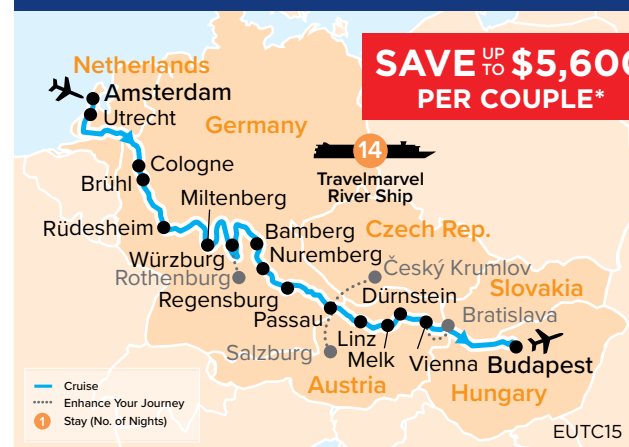 SAVE UP TO $5,600
PER COUPLE*
Netherlands
Amsterdam
Utrecht
Germany
14
Travelmarvel
River Ship
Cologne
Brühl
Miltenberg
Rüdesheim
Bamberg
Czech Rep.
Würzburg
Nuremberg
Rothenburg
Český Krumlov
Regensburg
Dürnstein
Slovakia
Passau
Bratislava
Linz
Salzburg
Melk
Vienna
Budapest
Austria
Hungary
Cruise
Enhance Your Journey
1 Stay (No. of Nights)
EUTC15